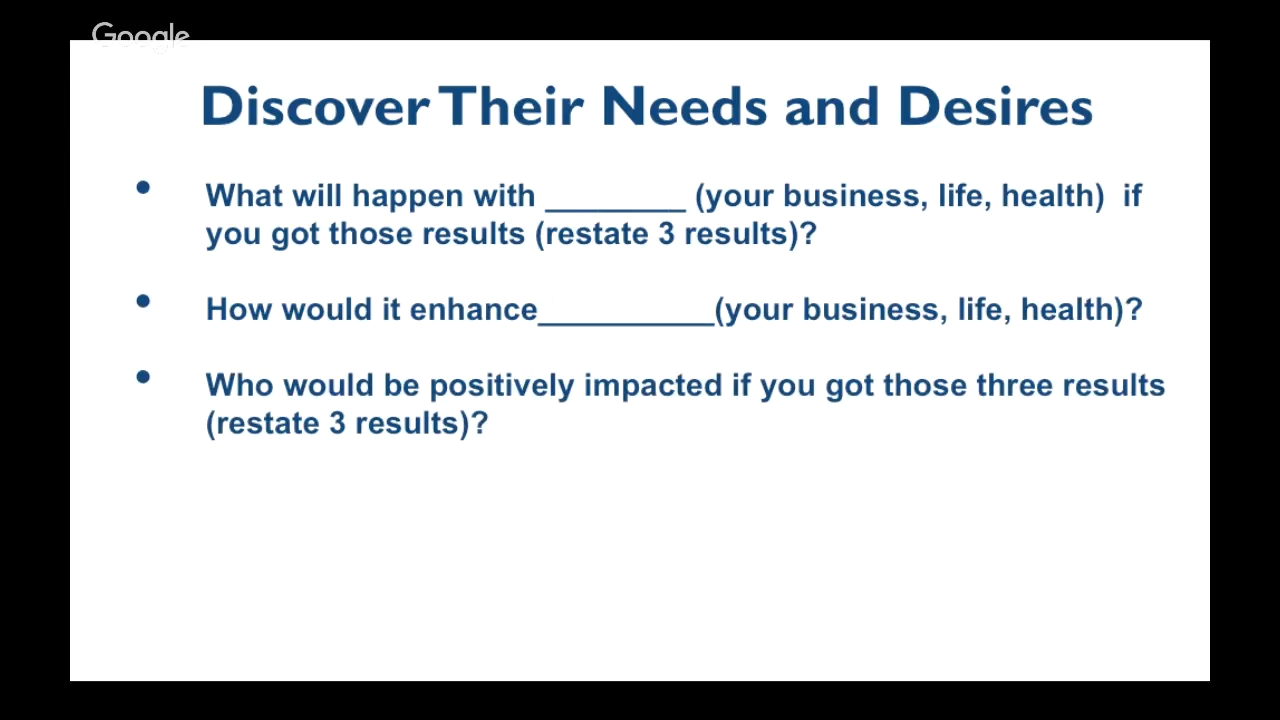 Google
Discover Their Needs and Desires
• What will happen with ________ (your business, life, health)  if
you got those results (restate 3 results)?
• How would it enhance__________(your business, life, health)?
• Who would be positively impacted if you got those three results
(restate 3 results)?